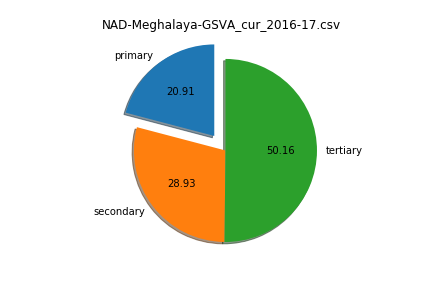 NAD-Meghalaya-GSVA_cur_2016-17.csv
primary
20.91
50.16
tertiary
28.93
secondary